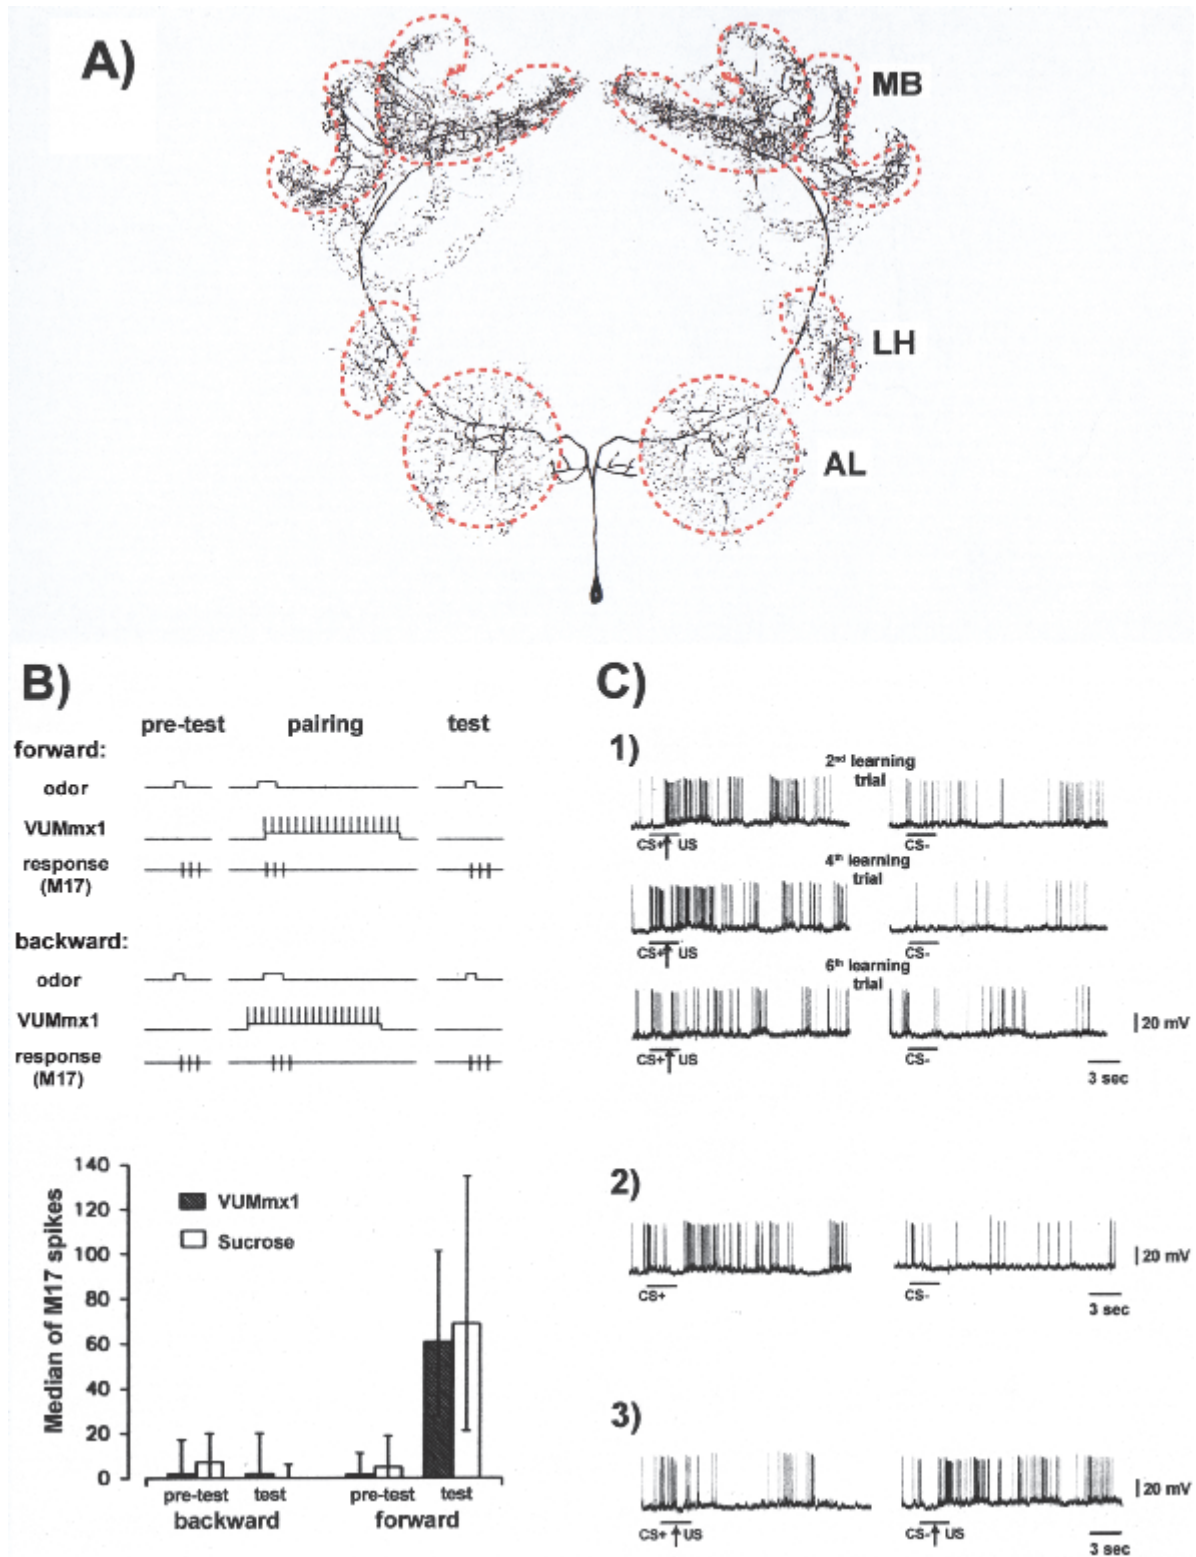 A)
MB
LH
AL
B)
pre-test pairing test
forward:
odor
VUMmx1
response
(M17)
backward:
odor
VUMmx1
response
(M17)
Median of M17 spikes
140
120
100
80
60
40
20
0
VUMmx1
Sucrose
pre-test test pre-test test
backward forward
C)
1)
2nd learning
trial
CS+ US CS-
4th learning
trial
CS+ US CS-
6th learning
trial
20 mV
CS+ US CS-
3 sec
2)
20 mV
CS+ CS-
3 sec
3)
20 mV
CS+ US CS- US
3 sec